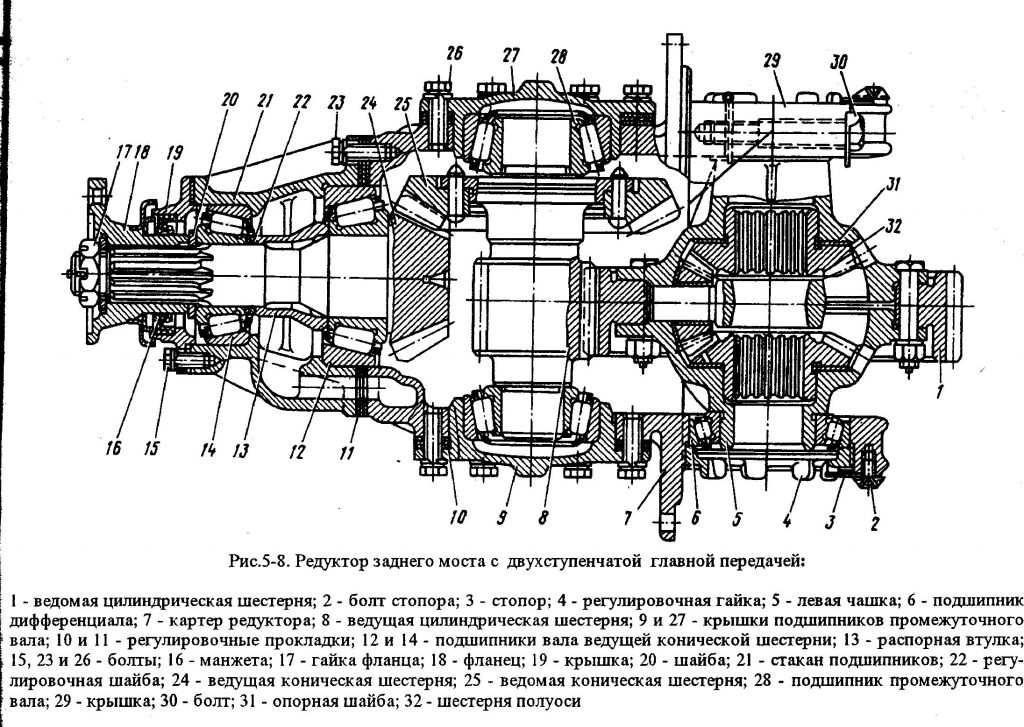 26 27 28 29 30
20 21 22 23 24 25
17 18 19
31
32
16 15 14 13 12 11
10 9 8 7 6 5 4 3 2
1
Рис.5-8. Редуктор заднего моста с двухступенчатой главной передачей:
1 - ведомая цилиндрическая шестерня; 2 - болт стопора; 3 - стопор; 4 - регулировочная гайка; 5 - левая чашка; 6 - подшипник
дифференциала; 7 - картер редуктора; 8 - ведущая цилиндрическая шестерня; 9 и 27 - крышки подшипников промежуточного
вала; 10 и 11 - регулировочные прокладки; 12 и 14 - подшипники вала ведущей конической шестерни; 13 - распорная втулка;
15, 23 и 26 - болты; 16 - манжета; 17 - гайка фланца; 18 - фланец; 19 - крышка; 20 - шайба; 21 - стакан подшипников; 22 - регу-
лировочная шайба; 24 - ведущая коническая шестерня; 25 - ведомая коническая шестерня; 28 - подшипник промежуточного
вала; 29 - крышка; 30 - болт; 31 - опорная шайба; 32 - шестерня полуоси